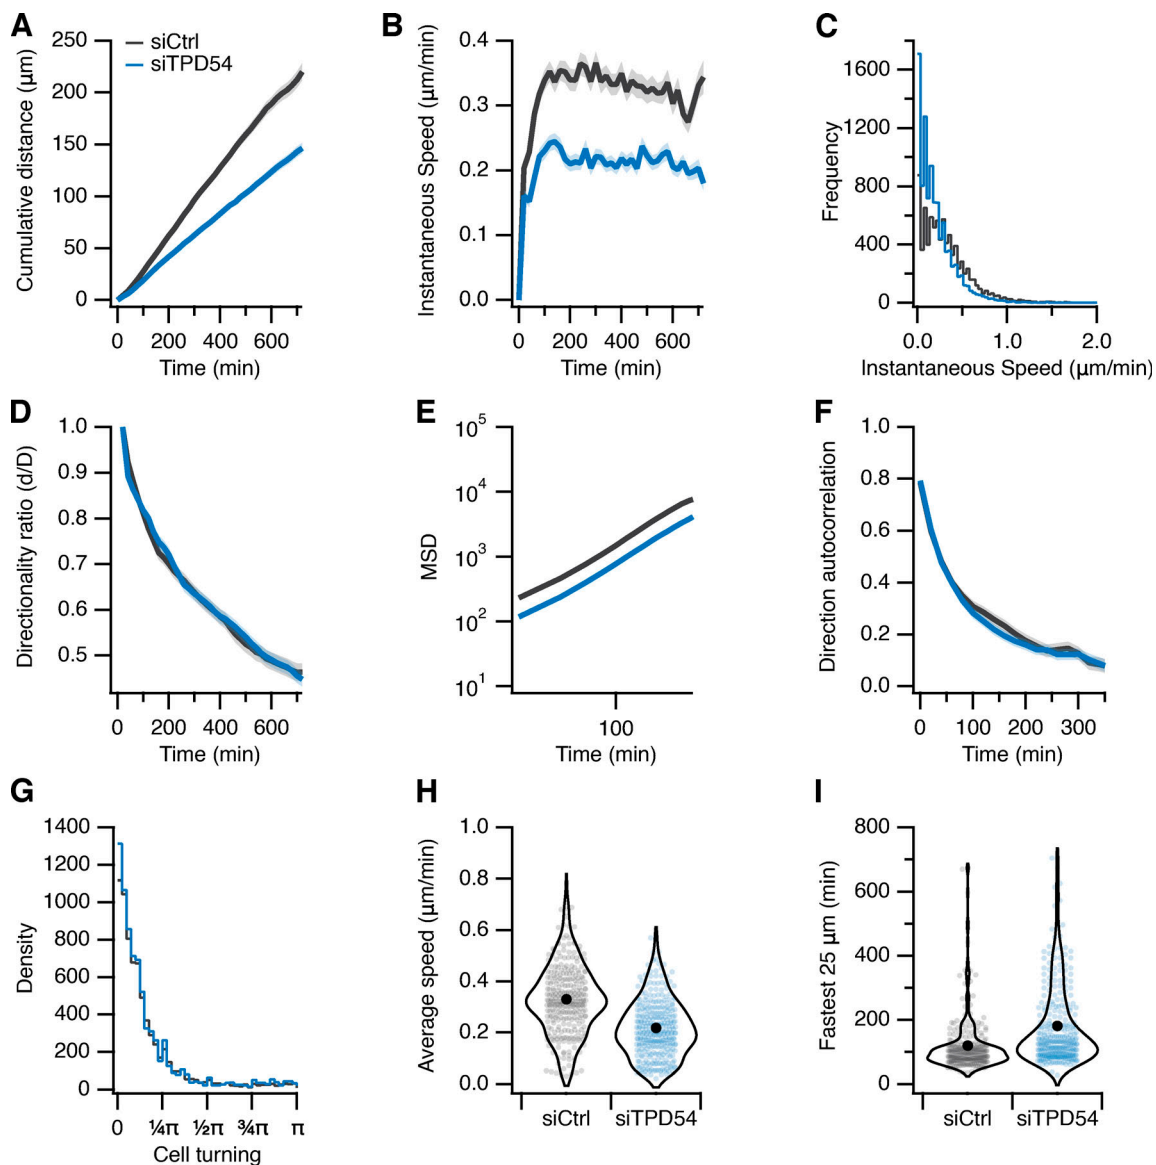 A
siCtrl
siTPD54
Cumulative distance (µm)
250
200
150
100
50
0
0 200 400 600
Time (min)
B
Instantaneous Speed (µm/min)
0.4
0.3
0.2
0.1
0.0
0 200 400 600
Time (min)
C
Frequency
1600
1200
800
400
0
0.0 1.0 2.0
Instantaneous Speed (µm/min)
D
Directionality ratio (d/D)
1.0
0.9
0.8
0.7
0.6
0.5
0 200 400 600
Time (min)
E
MSD
10⁵
10⁴
10³
10²
10¹
100
Time (min)
F
Direction autocorrelation
1.0
0.8
0.6
0.4
0.2
0.0
0 100 200 300
Time (min)
G
Density
1400
1200
1000
800
600
400
200
0
0 ¼π ½π ¾π π
Cell turning
H
Average speed (µm/min)
1.0
0.8
0.6
0.4
0.2
0.0
siCtrl siTPD54
I
Fastest 25 µm (min)
800
600
400
200
0
siCtrl siTPD54